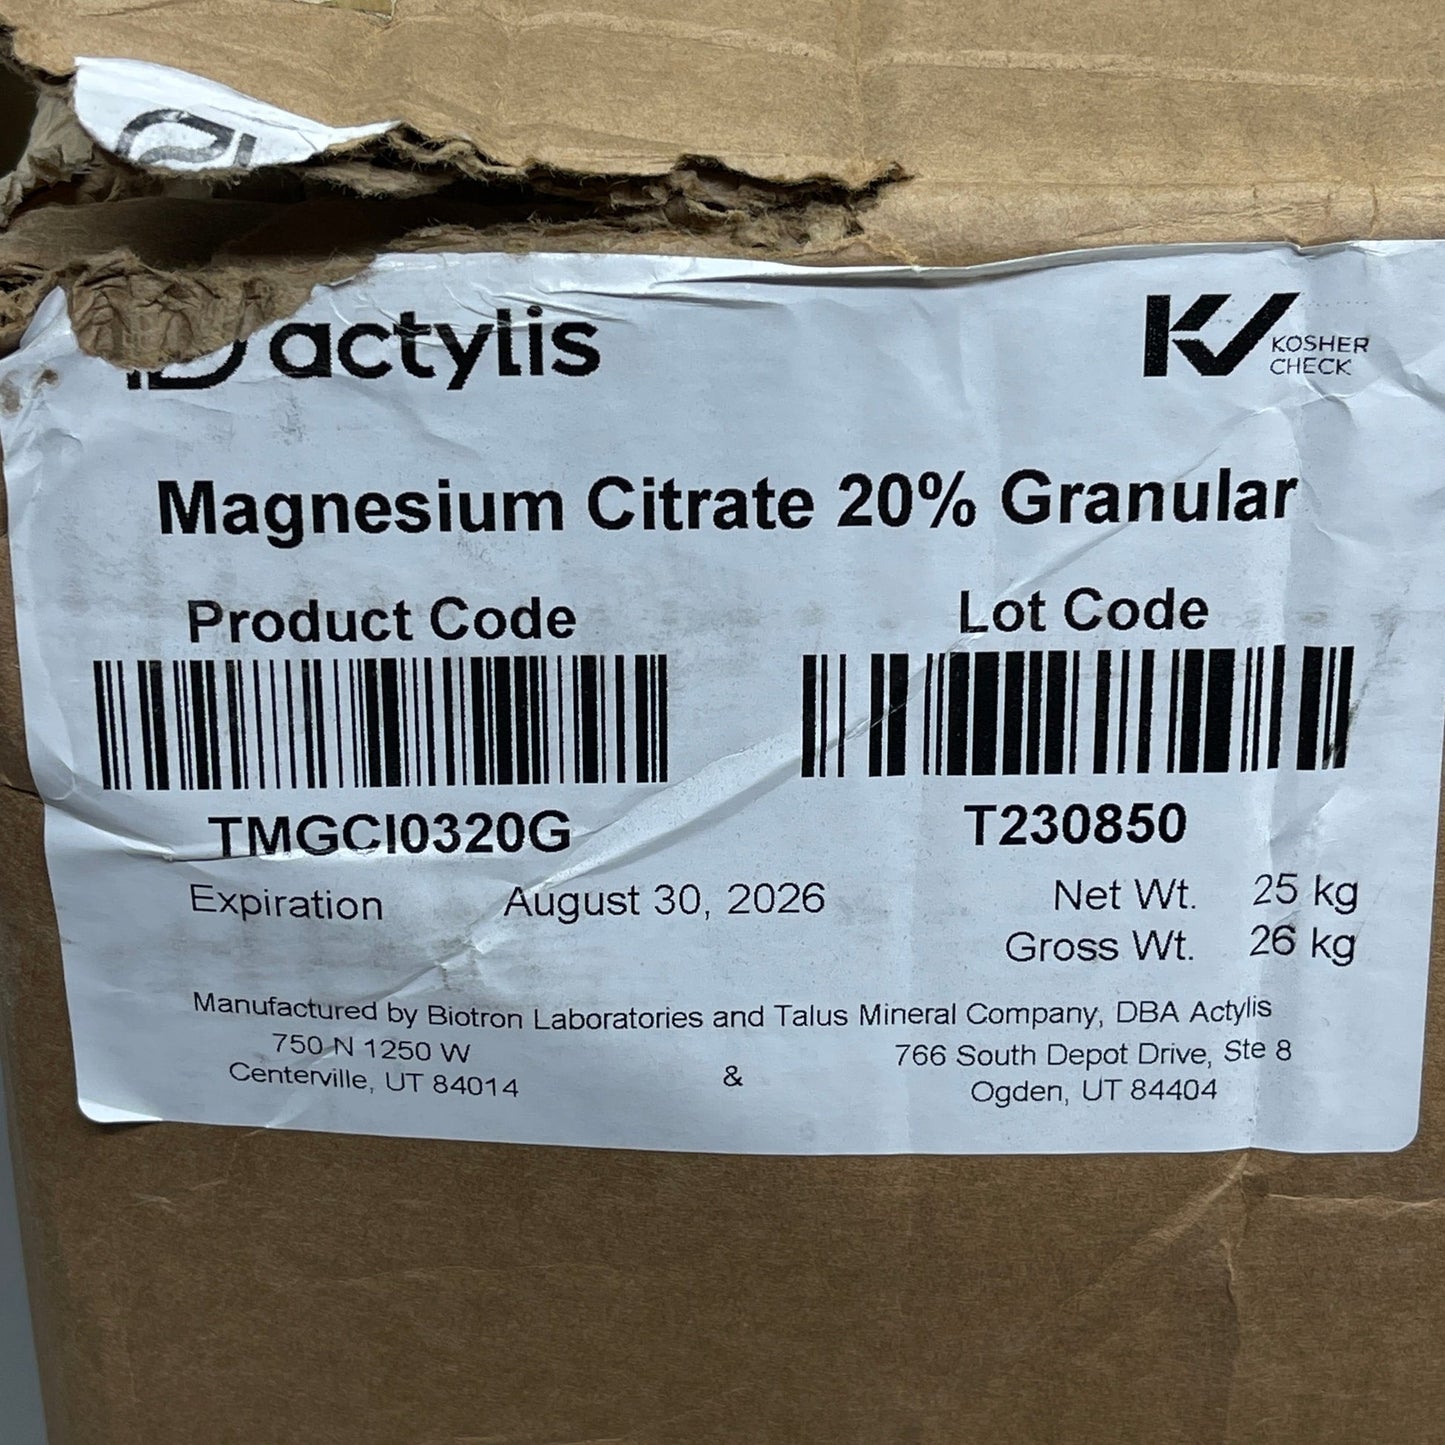 actylis
KOSHER
CHECK
Magnesium Citrate 20% Granular
Product Code
Lot Code
TMGCI0320G
T230850
Expiration August 30, 2026
Net Wt. 25 kg
Gross Wt. 26 kg
Manufactured by Biotron Laboratories and Talus Mineral Company, DBA Actylis
750 N 1250 W
Centerville, UT 84014
&
766 South Depot Drive, Ste 8
Ogden, UT 84404